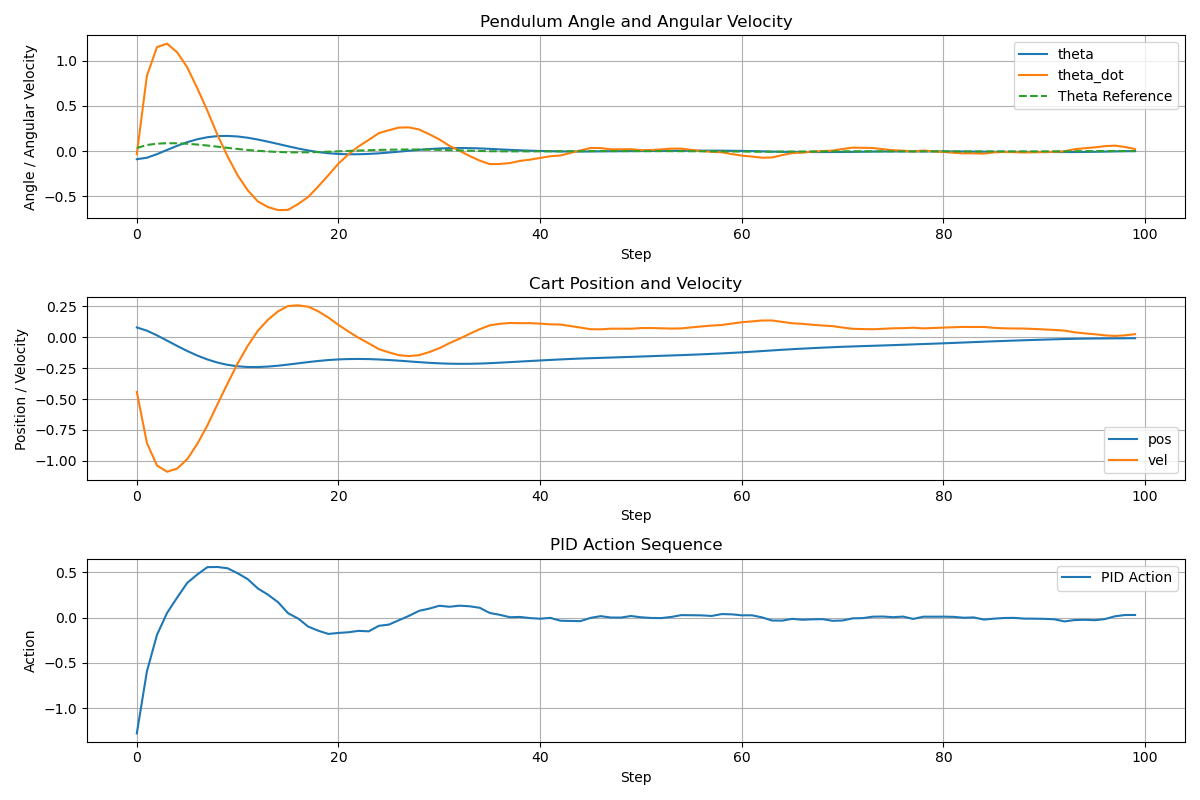 Pendulum Angle and Angular Velocity
Angle / Angular Velocity
1.0
0.5
0.0
−0.5
theta
theta_dot
Theta Reference
0 20 40 60 80 100
Step
Cart Position and Velocity
Position / Velocity
0.25
0.00
−0.25
−0.50
−0.75
−1.00
pos
vel
0 20 40 60 80 100
Step
PID Action Sequence
Action
0.5
0.0
−0.5
−1.0
PID Action
0 20 40 60 80 100
Step